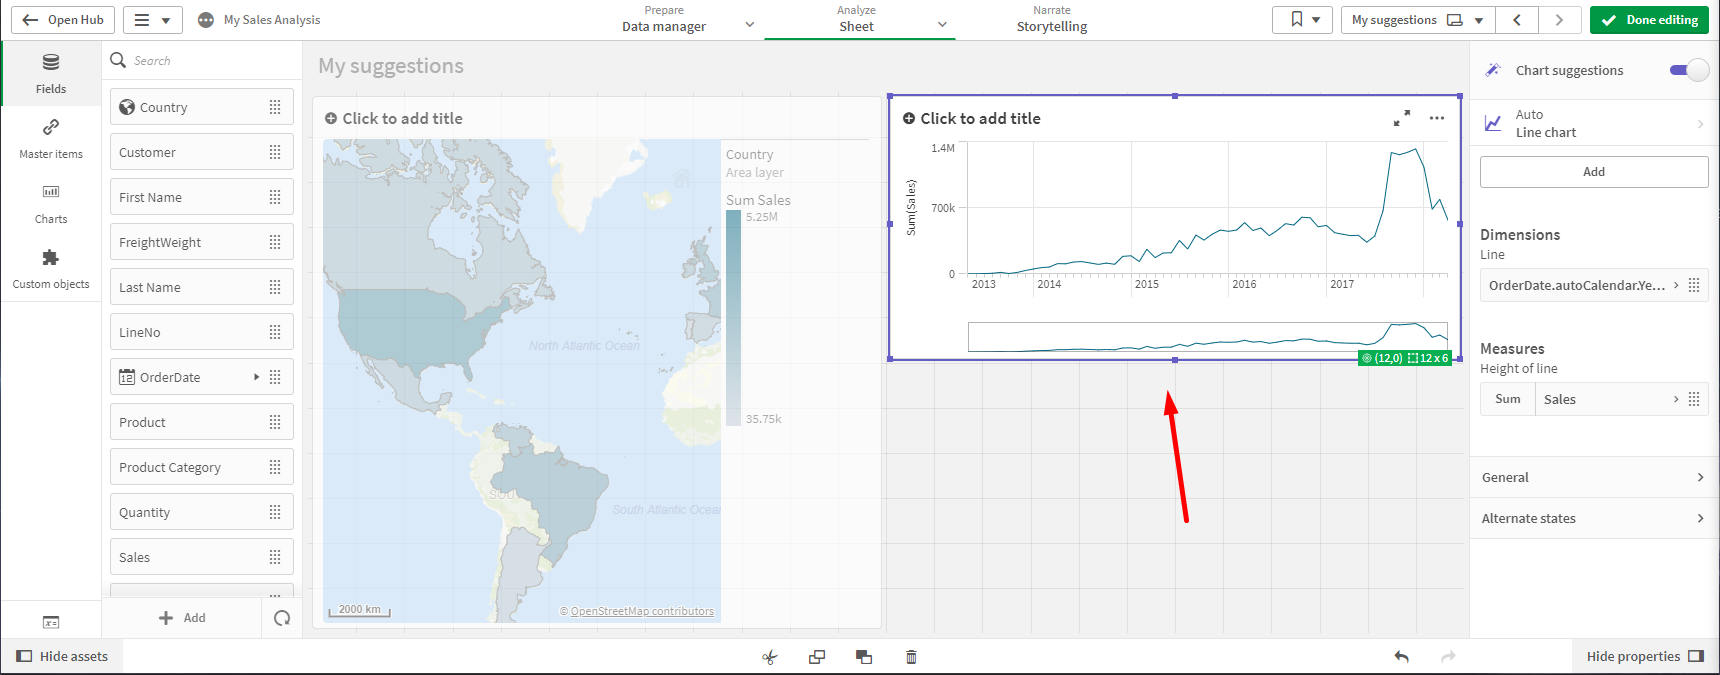 Open Hub
My Sales Analysis
Prepare
Data manager
Analyze
Sheet
Narrate
Storytelling
My suggestions
Done editing
Fields
Master items
Charts
Custom objects
Search
Country
Customer
First Name
FreightWeight
Last Name
LineNo
12
OrderDate
Product
Product Category
Quantity
Sales
Add
My suggestions
Click to add title
Country
Area layer
Sum Sales
5.25M
35.75k
North Atlantic Ocean
SOU
South Atlantic Ocean
2000 km
© OpenStreetMap contributors
Click to add title
Sum(Sales)
1.4M
700k
0
2013
2014
2015
2016
2017
(12,0)
12 x 6
Chart suggestions
Auto
Line chart
Add
Dimensions
Line
OrderDate.autoCalendar.Ye...
Measures
Height of line
Sum
Sales
General
Alternate states
x=
Hide assets
Hide properties